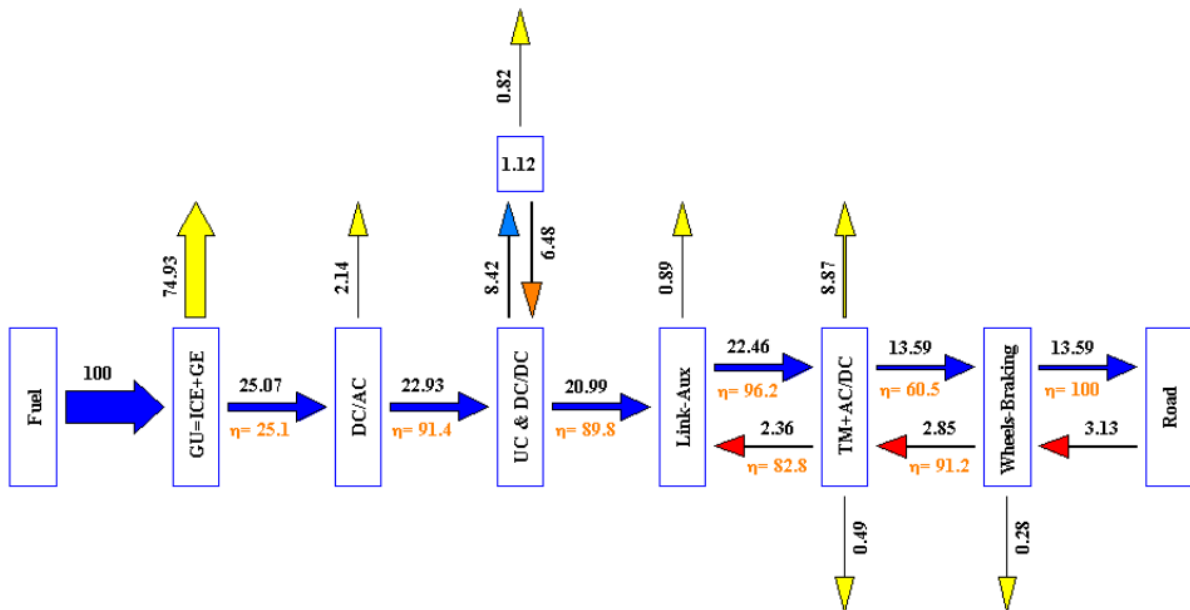 0.82
1.12
74.93
2.14
8.42
6.48
0.89
8.87
Fuel
100
GU=ICE+GE
25.07
η= 25.1
DC/AC
22.93
η= 91.4
UC & DC/DC
20.99
η= 89.8
Link-Aux
22.46
η= 96.2
2.36
η= 82.8
TM+AC/DC
13.59
η= 60.5
2.85
η= 91.2
Wheels-Braking
13.59
η= 100
3.13
Road
0.49
0.28